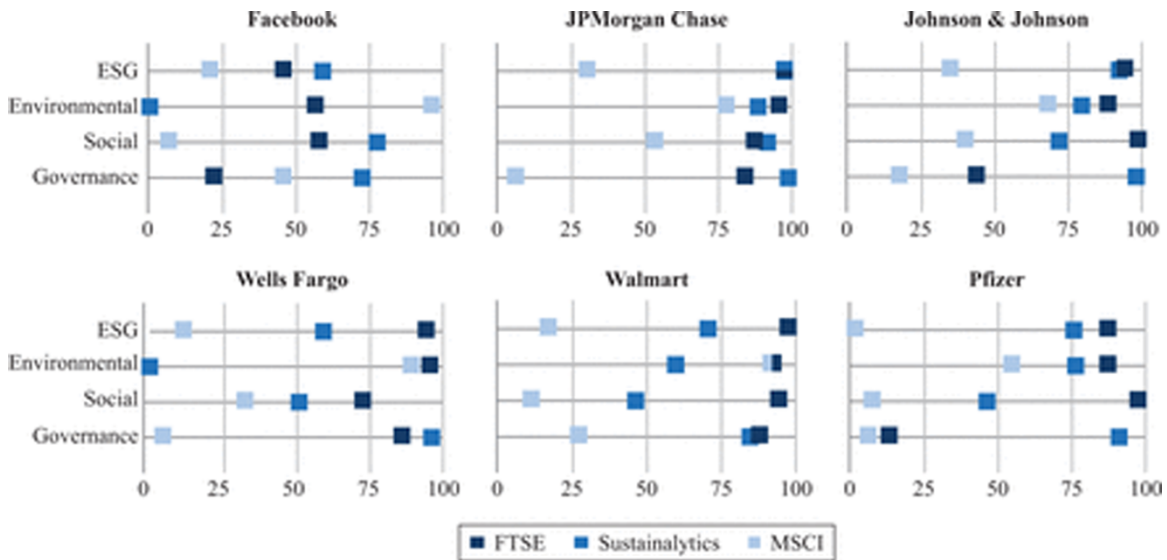 Facebook JPMorgan Chase Johnson & Johnson
ESG
Environmental
Social
Governance
0 25 50 75 100 0 25 50 75 100 0 25 50 75 100
Wells Fargo Walmart Pfizer
ESG
Environmental
Social
Governance
0 25 50 75 100 0 25 50 75 100 0 25 50 75 100
FTSE Sustainalytics MSCI